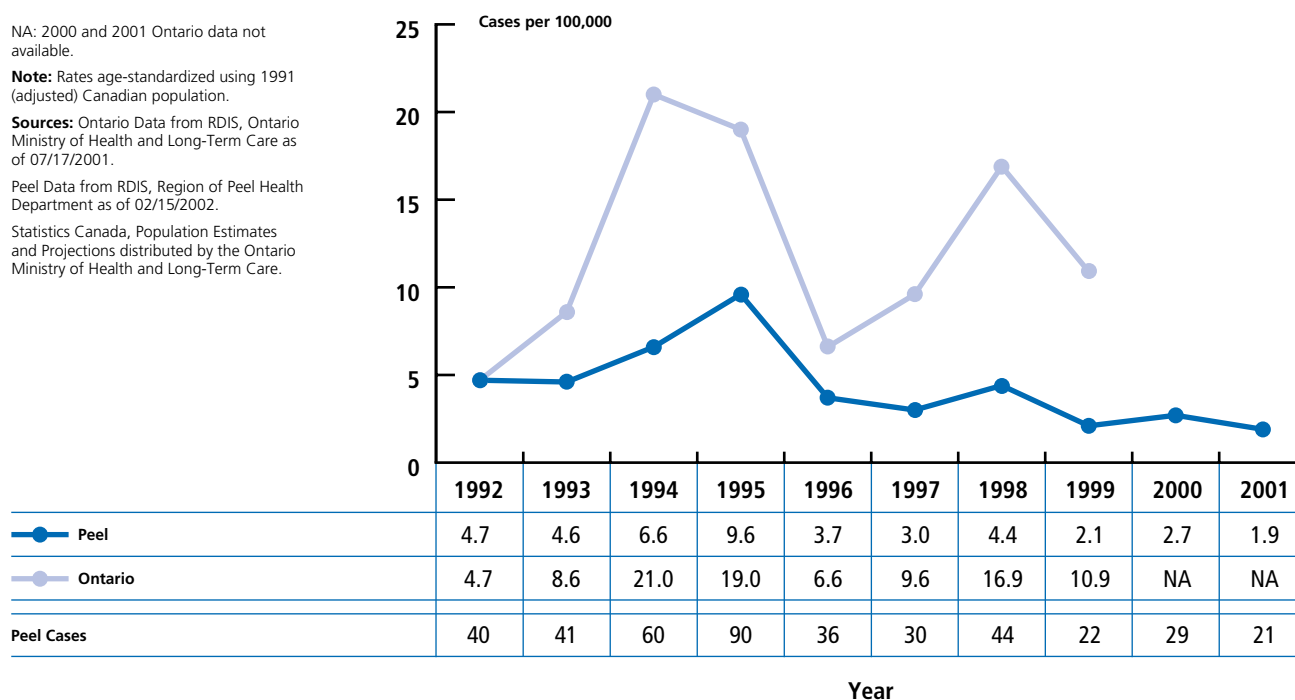 NA: 2000 and 2001 Ontario data not
available.
Note: Rates age-standardized using 1991
(adjusted) Canadian population.
Sources: Ontario Data from RDIS, Ontario
Ministry of Health and Long-Term Care as
of 07/17/2001.
Peel Data from RDIS, Region of Peel Health
Department as of 02/15/2002.
Statistics Canada, Population Estimates
and Projections distributed by the Ontario
Ministry of Health and Long-Term Care.
Cases per 100,000
25
20
15
10
5
0
1992 1993 1994 1995 1996 1997 1998 1999 2000 2001
Peel 4.7 4.6 6.6 9.6 3.7 3.0 4.4 2.1 2.7 1.9
Ontario 4.7 8.6 21.0 19.0 6.6 9.6 16.9 10.9 NA NA
Peel Cases 40 41 60 90 36 30 44 22 29 21
Year